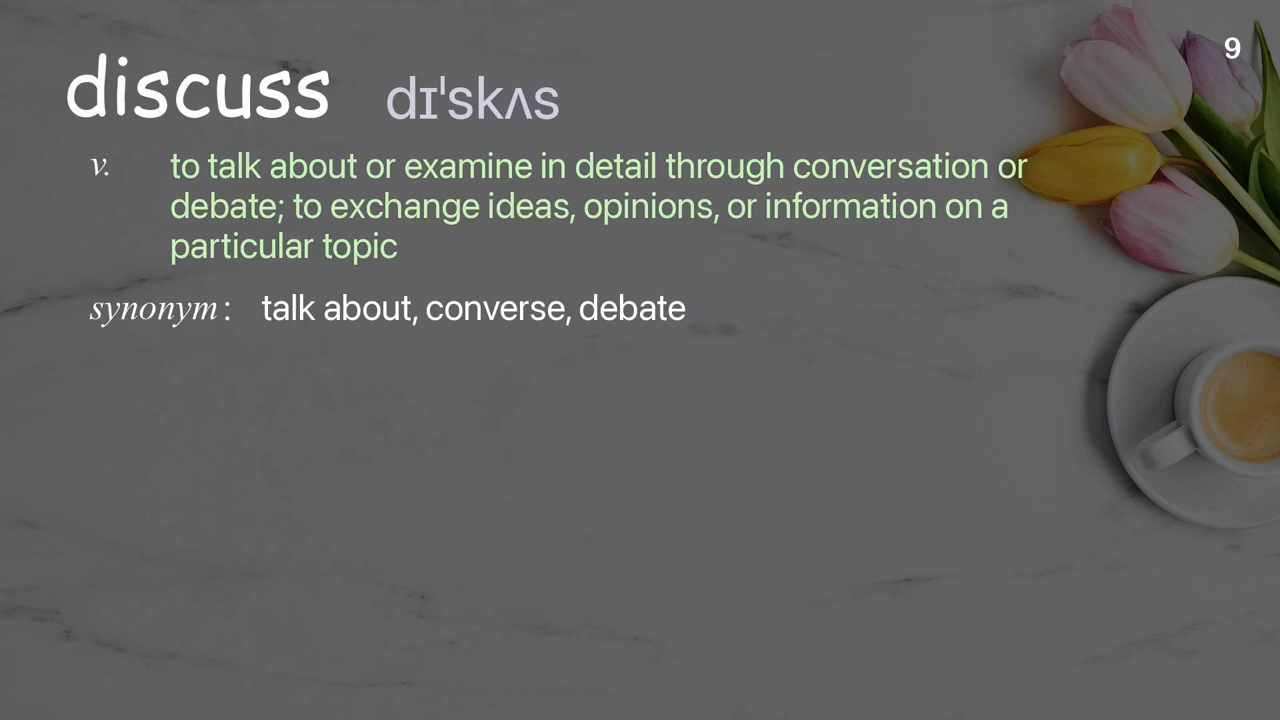 9
discuss dɪˈskʌs
v. to talk about or examine in detail through conversation or
debate; to exchange ideas, opinions, or information on a
particular topic
synonym : talk about, converse, debate